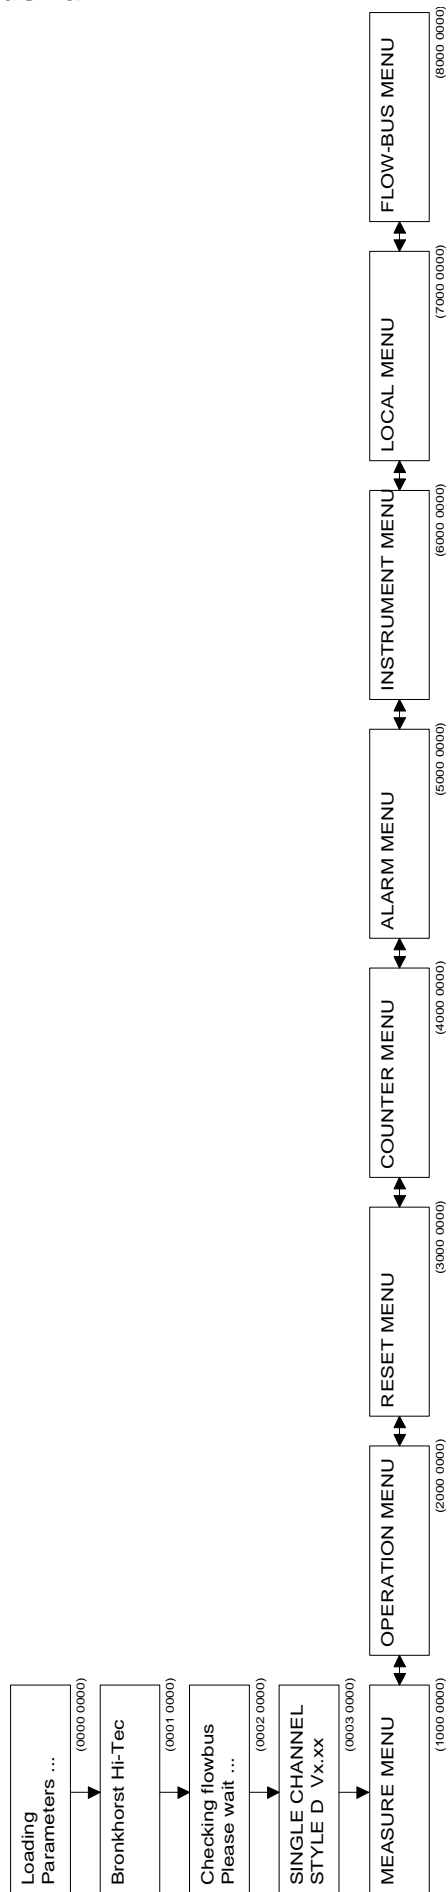 Loading
Parameters ...
(0000 0000)
Bronkhorst Hi-Tec
(0001 0000)
Checking flowbus
Please wait ...
(0002 0000)
SINGLE CHANNEL
STYLE D Vx.xx
(0003 0000)
MEASURE MENU
(1000 0000)
OPERATION MENU
(2000 0000)
RESET MENU
(3000 0000)
COUNTER MENU
(4000 0000)
ALARM MENU
(5000 0000)
INSTRUMENT MENU
(6000 0000)
LOCAL MENU
(7000 0000)
FLOW-BUS MENU
(8000 0000)